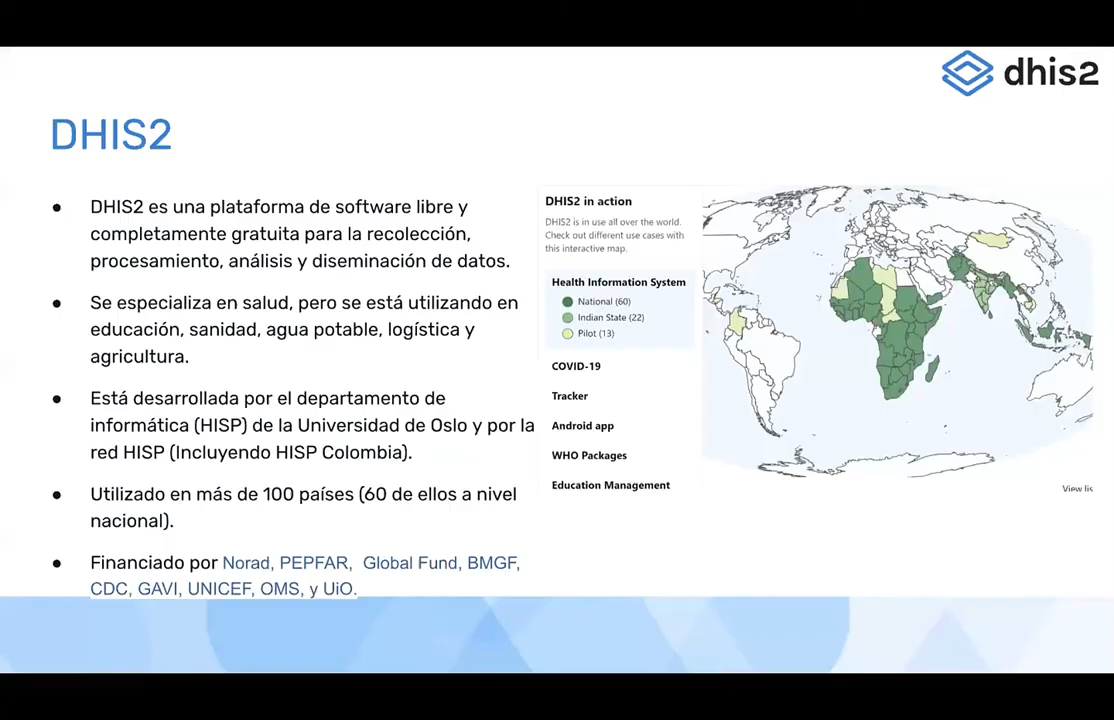 dhis2
DHIS2
● DHIS2 es una plataforma de software libre y
completamente gratuita para la recolección,
procesamiento, análisis y diseminación de datos.
● Se especializa en salud, pero se está utilizando en
educación, sanidad, agua potable, logística y
agricultura.
● Está desarrollada por el departamento de
informática (HISP) de la Universidad de Oslo y por la
red HISP (Incluyendo HISP Colombia).
● Utilizado en más de 100 países (60 de ellos a nivel
nacional).
● Financiado por Norad, PEPFAR, Global Fund, BMGF,
CDC, GAVI, UNICEF, OMS, y UiO.
DHIS2 in action
DHIS2 is in use all over the world.
Check out different use cases with
this interactive map.
Health Information System
National (60)
Indian State (22)
Pilot (13)
COVID-19
Tracker
Android app
WHO Packages
Education Management
View lis